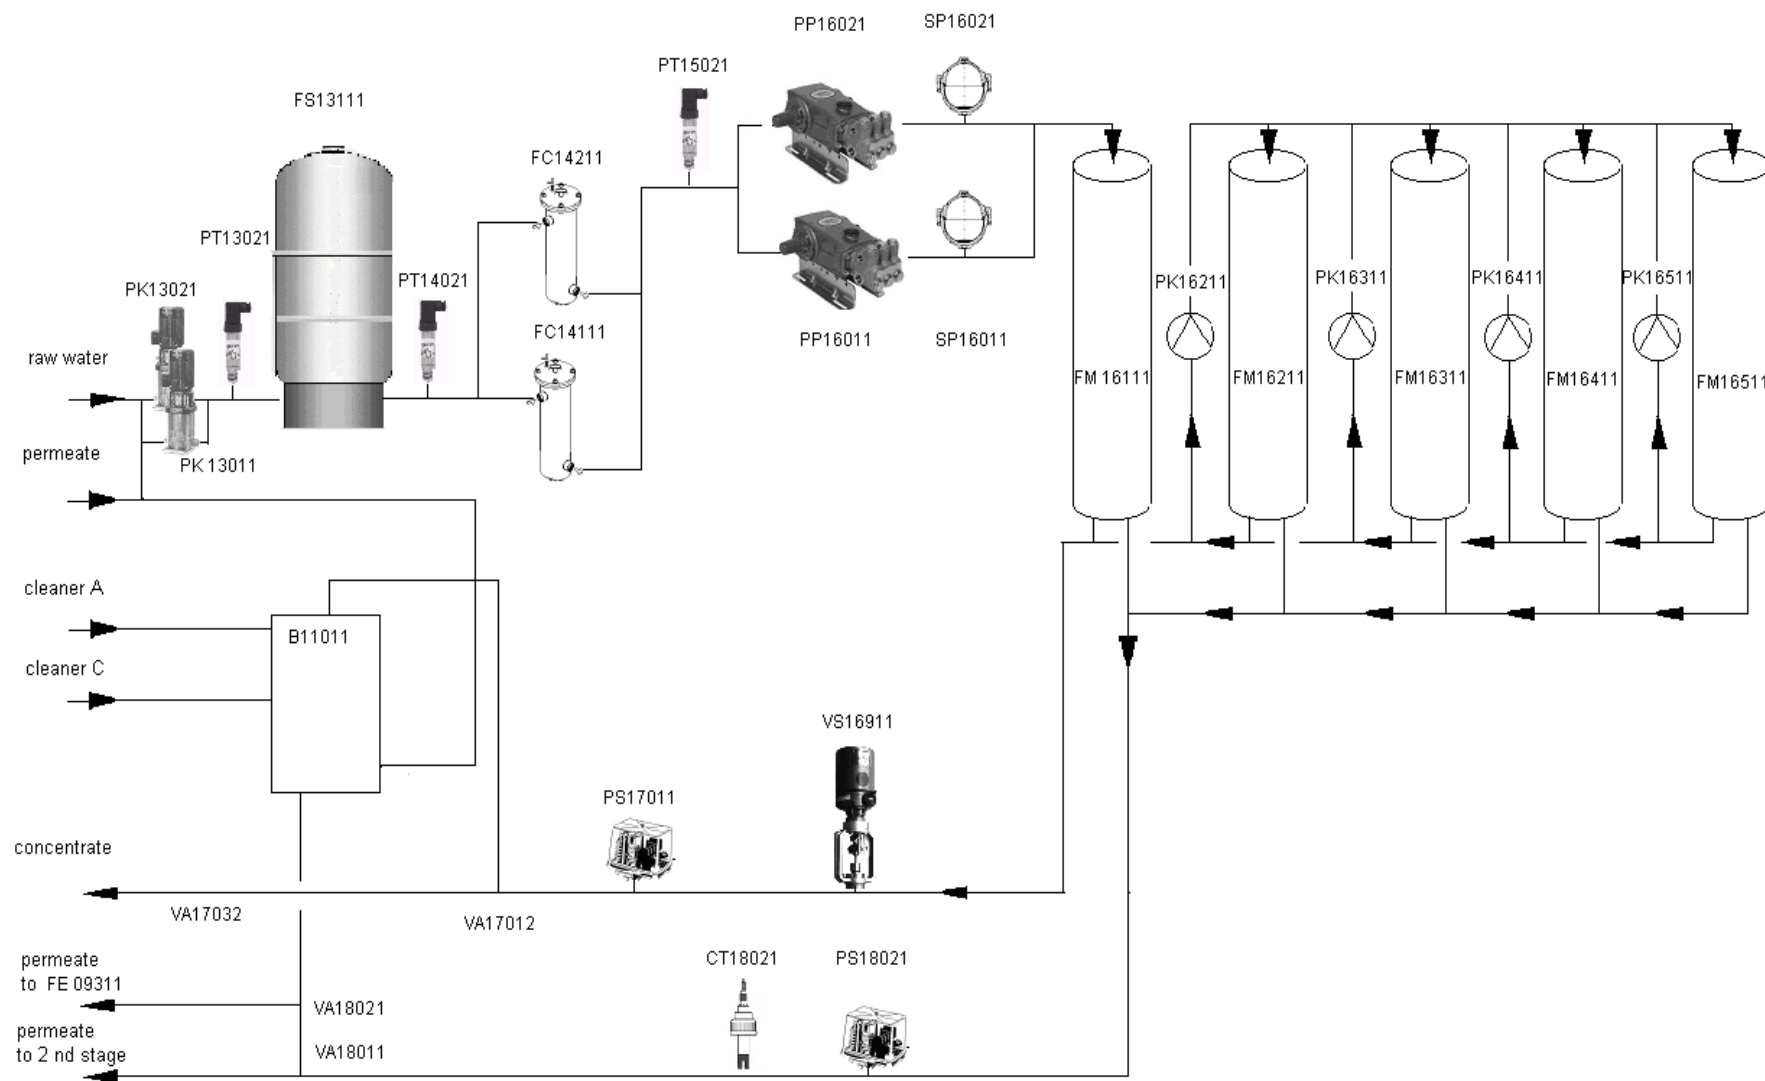 PP16021
SP16021
PT15021
FS13111
FC14211
PT13021
PT14021
PK13021
FC14111
PP16011
SP16011
PK16211
PK16311
PK16411
PK16511
raw water
FM 16111
FM16211
FM16311
FM16411
FM16511
permeate
PK 13011
cleaner A
B11011
cleaner C
VS16911
PS17011
concentrate
VA17032
VA17012
permeate
to FE 09311
CT18021
PS18021
VA18021
permeate
to 2 nd stage
VA18011